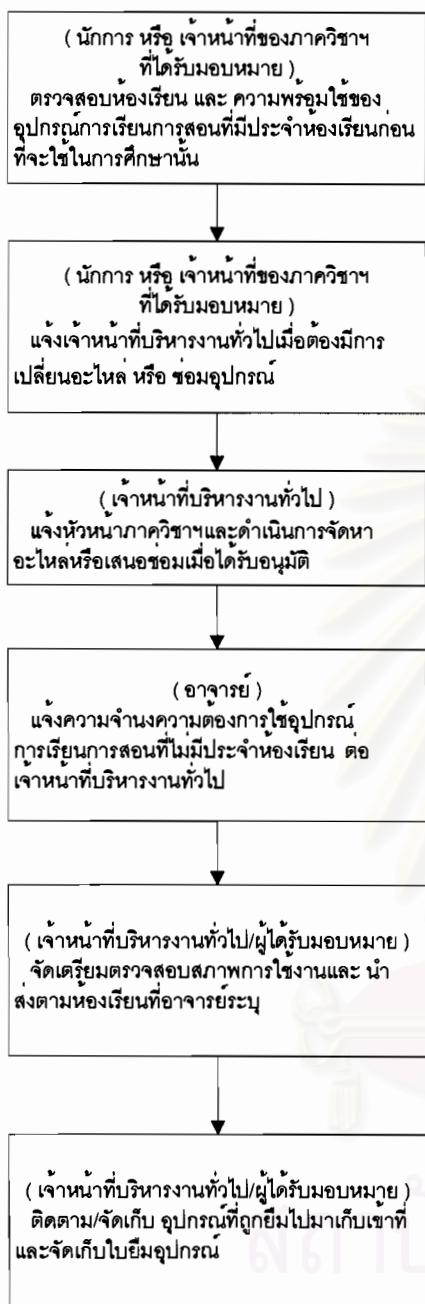 ( นักการ หรือ เจ้าหน้าที่ของภาควิชาฯ
ที่ได้รับมอบหมาย )
ตรวจสอบห้องเรียน และ ความพร้อมใช้ของ
อุปกรณ์การเรียนการสอนที่มีประจำห้องเรียนก่อน
ที่จะใช้ในการศึกษานั้น
( นักการ หรือ เจ้าหน้าที่ของภาควิชาฯ
ที่ได้รับมอบหมาย )
แจ้งเจ้าหน้าที่บริหารงานทั่วไปเมื่อต้องมีการ
เปลี่ยนอะไหล่ หรือ ซ่อมอุปกรณ์
( เจ้าหน้าที่บริหารงานทั่วไป )
แจ้งหัวหน้าภาควิชาฯและดำเนินการจัดหา
อะไหล่หรือเสนอซ่อมเมื่อได้รับอนุมัติ
( อาจารย์ )
แจ้งความจำนงความต้องการใช้อุปกรณ์
การเรียนการสอนที่ไม่มีประจำห้องเรียน ต่อ
เจ้าหน้าที่บริหารงานทั่วไป
( เจ้าหน้าที่บริหารงานทั่วไป/ผู้ได้รับมอบหมาย )
จัดเตรียมตรวจสอบสภาพการใช้งานและ นำ
ส่งตามห้องเรียนที่อาจารย์ระบุ
( เจ้าหน้าที่บริหารงานทั่วไป/ผู้ได้รับมอบหมาย )
ติดตาม/จัดเก็บ อุปกรณ์ที่ถูกยืมไปมาเก็บเข้าที่
และจัดเก็บใบยืมอุปกรณ์